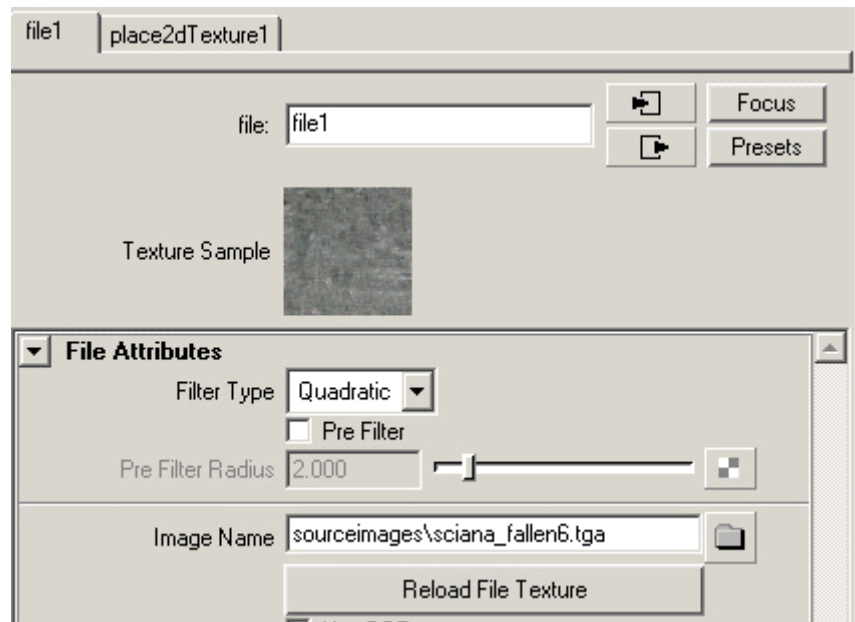 file1 place2dTexture1
file: file1
Focus
Presets
Texture Sample
File Attributes
Filter Type Quadratic
Pre Filter
Pre Filter Radius 2.000
Image Name sourceimages\sciana_fallen6.tga
Reload File Texture